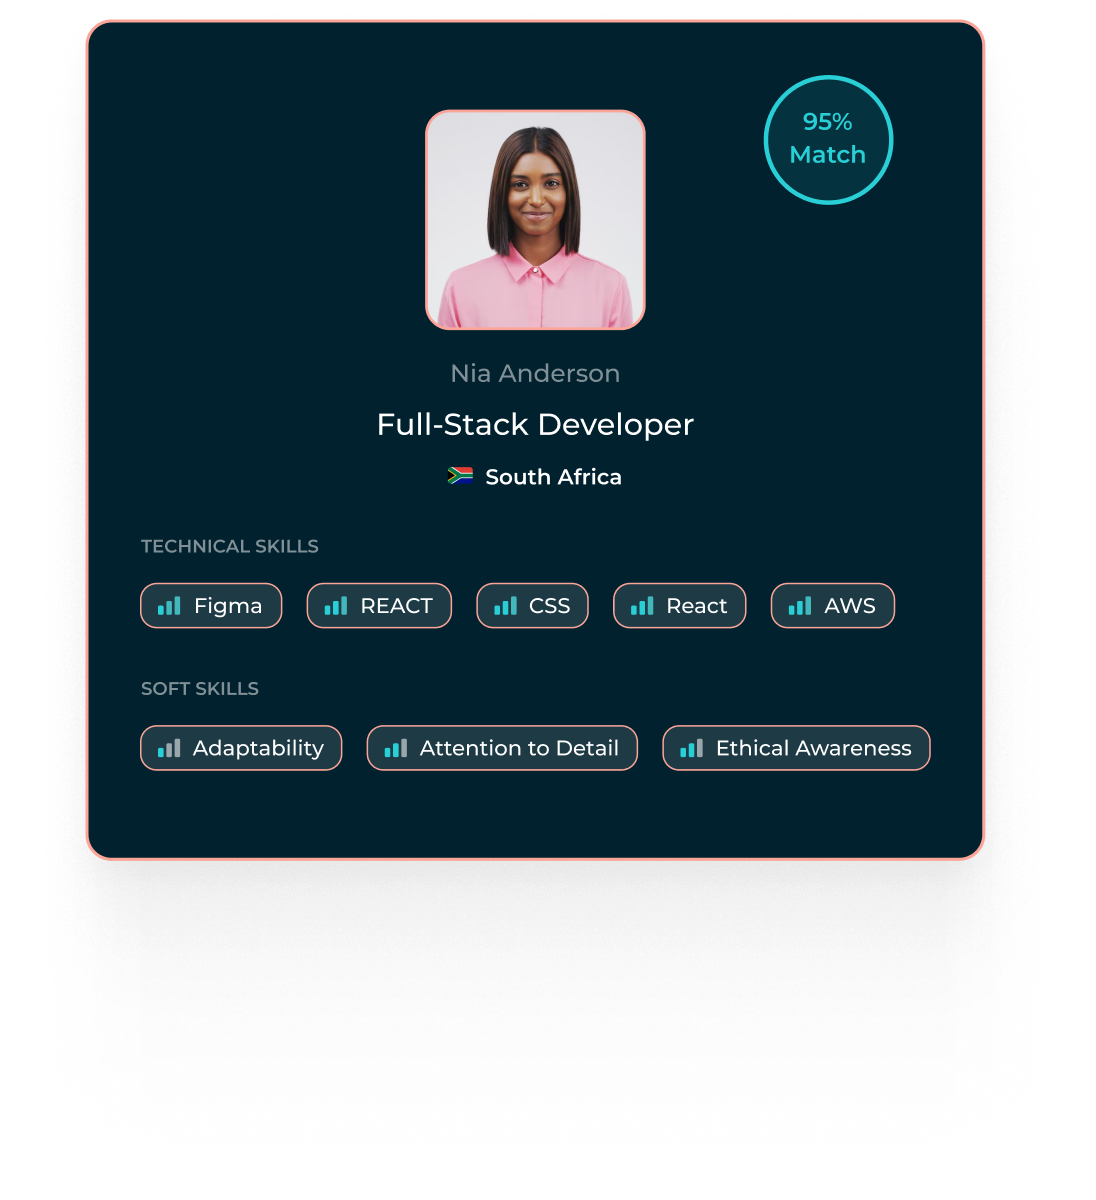 95%
Match
Nia Anderson
Full-Stack Developer
South Africa
TECHNICAL SKILLS
Figma REACT CSS React AWS
SOFT SKILLS
Adaptability Attention to Detail Ethical Awareness